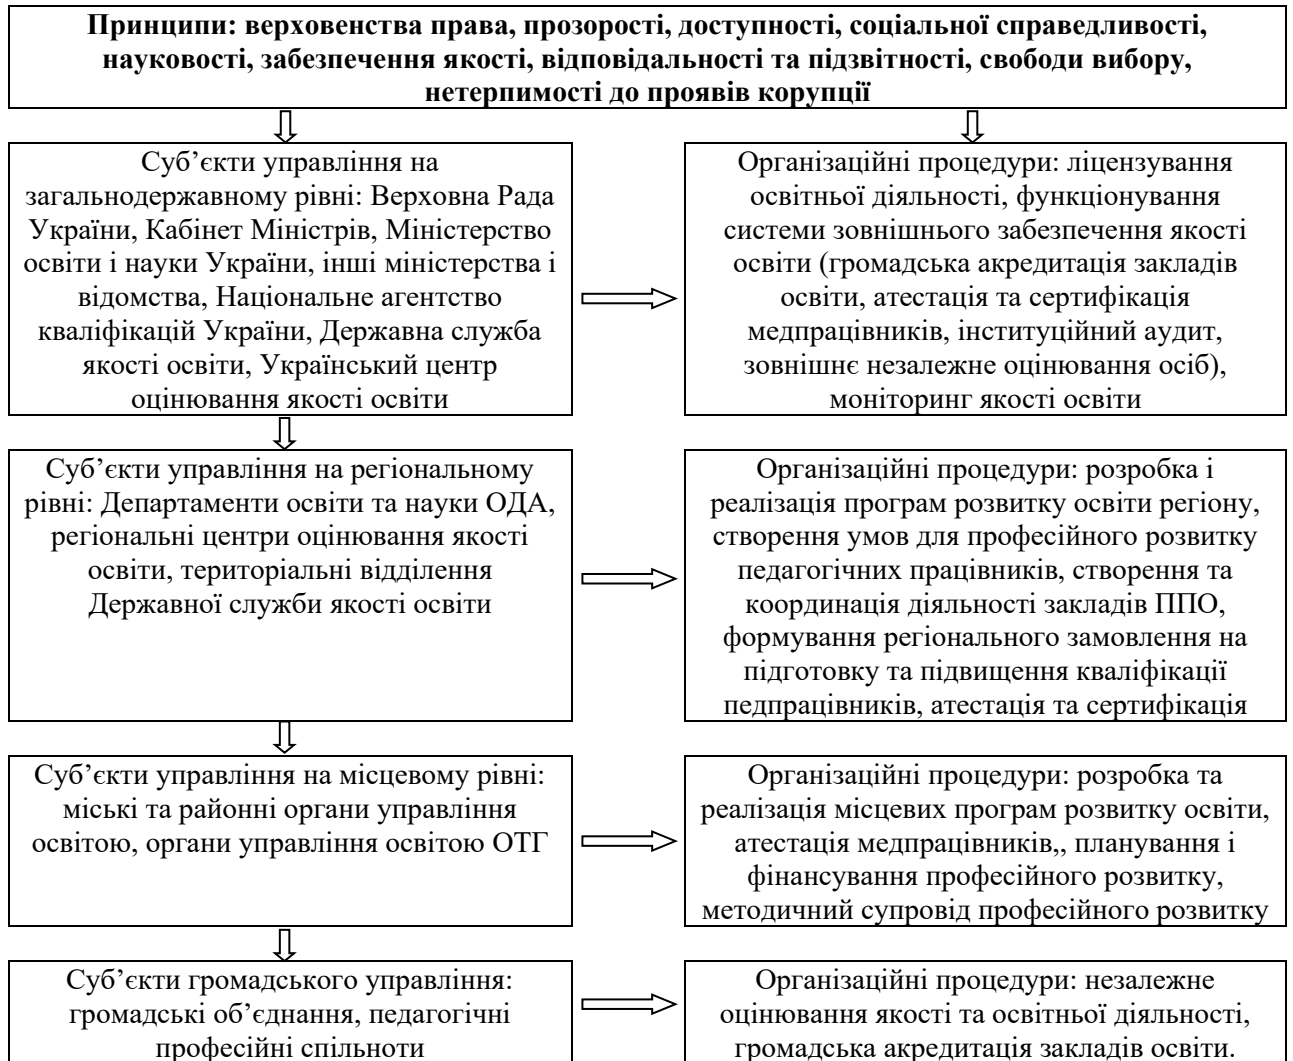 Принципи: верховенства права, прозорості, доступності, соціальної справедливості,
науковості, забезпечення якості, відповідальності та підзвітності, свободи вибору,
нетерпимості до проявів корупції
Суб’єкти управління на
загальнодержавному рівні: Верховна Рада
України, Кабінет Міністрів, Міністерство
освіти і науки України, інші міністерства і
відомства, Національне агентство
кваліфікацій України, Державна служба
якості освіти, Український центр
оцінювання якості освіти
Організаційні процедури: ліцензування
освітньої діяльності, функціонування
системи зовнішнього забезпечення якості
освіти (громадська акредитація закладів
освіти, атестація та сертифікація
медпрацівників, інституційний аудит,
зовнішнє незалежне оцінювання осіб),
моніторинг якості освіти
Суб’єкти управління на регіональному
рівні: Департаменти освіти та науки ОДА,
регіональні центри оцінювання якості
освіти, територіальні відділення
Державної служби якості освіти
Організаційні процедури: розробка і
реалізація програм розвитку освіти регіону,
створення умов для професійного розвитку
педагогічних працівників, створення та
координація діяльності закладів ППО,
формування регіонального замовлення на
підготовку та підвищення кваліфікації
педпрацівників, атестація та сертифікація
Суб’єкти управління на місцевому рівні:
міські та районні органи управління
освітою, органи управління освітою ОТГ
Організаційні процедури: розробка та
реалізація місцевих програм розвитку освіти,
атестація медпрацівників,, планування і
фінансування професійного розвитку,
методичний супровід професійного розвитку
Суб’єкти громадського управління:
громадські об’єднання, педагогічні
професійні спільноти
Організаційні процедури: незалежне
оцінювання якості та освітньої діяльності,
громадська акредитація закладів освіти.